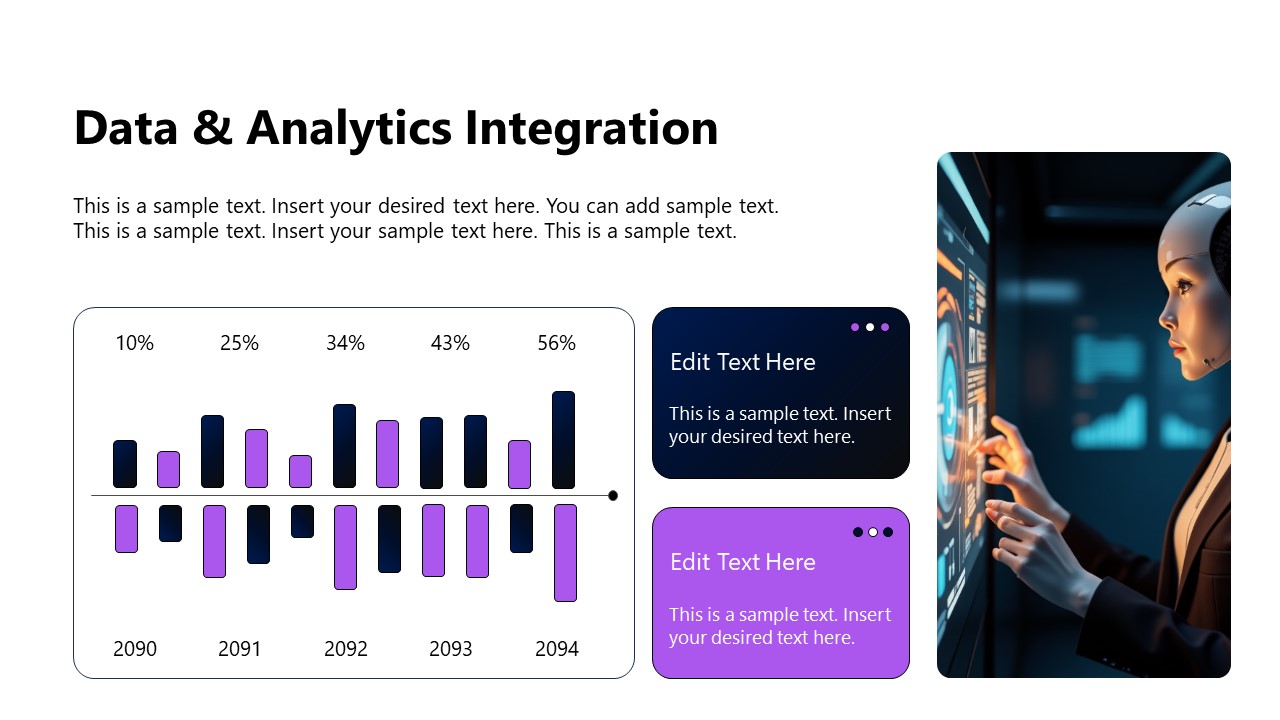 Data & Analytics Integration
This is a sample text. Insert your desired text here. You can add sample text.
This is a sample text. Insert your sample text here. This is a sample text.
10% 25% 34% 43% 56%
2090 2091 2092 2093 2094
Edit Text Here
This is a sample text. Insert
your desired text here.
Edit Text Here
This is a sample text. Insert
your desired text here.